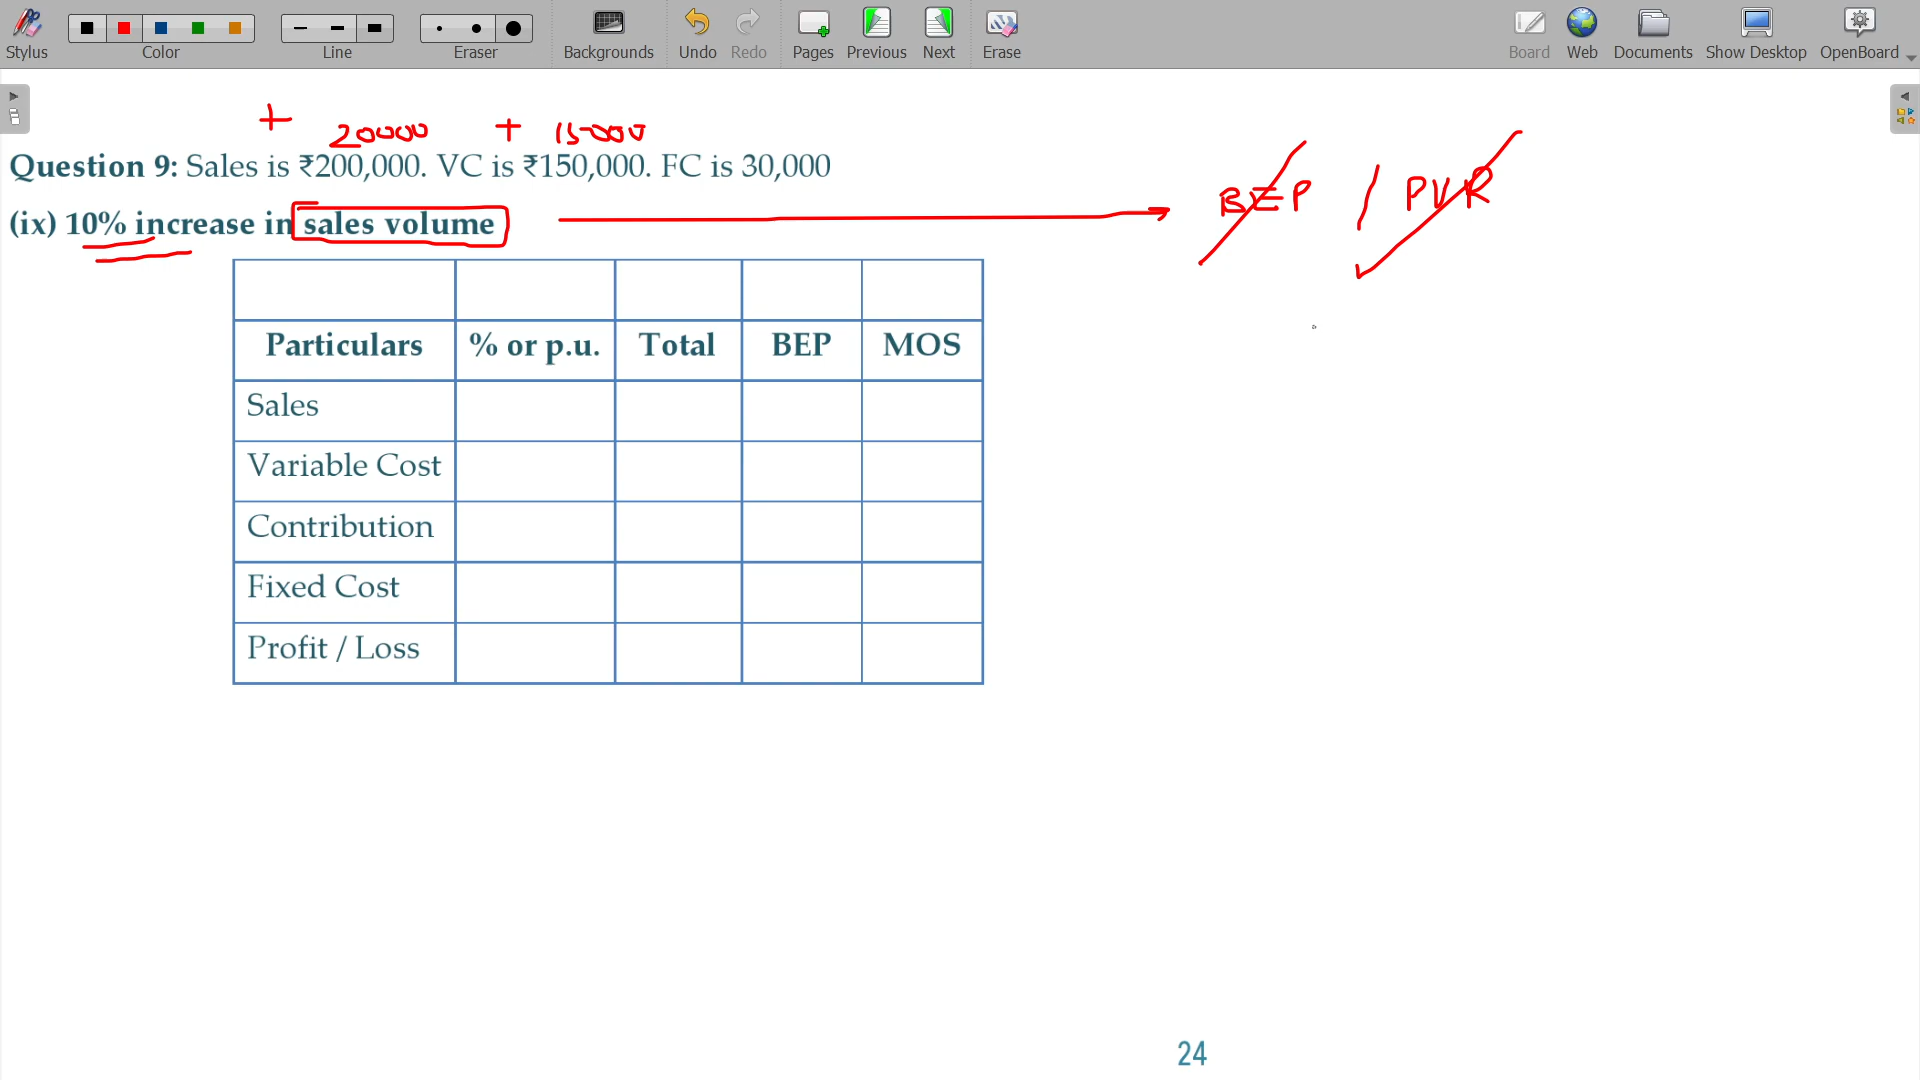 Stylus Color Line Eraser Backgrounds Undo Redo Pages Previous Next Erase Board Web Documents Show Desktop OpenBoard
+ 20000 + 15000
Question 9: Sales is ₹200,000. VC is ₹150,000. FC is 30,000
BEP / PVR
(ix) 10% increase in sales volume
Particulars % or p.u. Total BEP MOS
Sales
Variable Cost
Contribution
Fixed Cost
Profit / Loss
24